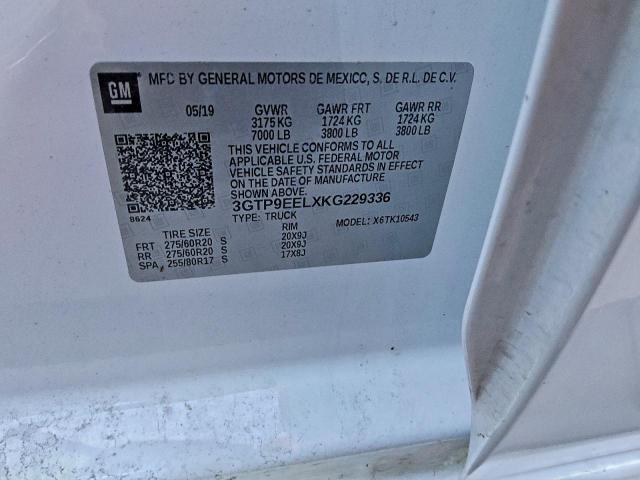 GM
MFD BY GENERAL MOTORS DE MEXICO, S. DE R.L. DE C.V.
05/19 GVWR GAWR FRT GAWR RR
3175 KG 1724 KG 1724 KG
7000 LB 3800 LB 3800 LB
THIS VEHICLE CONFORMS TO ALL
APPLICABLE U.S. FEDERAL MOTOR
VEHICLE SAFETY STANDARDS IN EFFECT
ON THE DATE OF MANUFACTURE
SHOWN ABOVE.
8624
3GTP9EELXKG229336
TYPE: TRUCK MODEL: X6TK10543
TIRE SIZE RIM
FRT 275/60R20 S 20X9J
RR 275/60R20 S 20X9J
SPA 255/80R17 S 17X8J